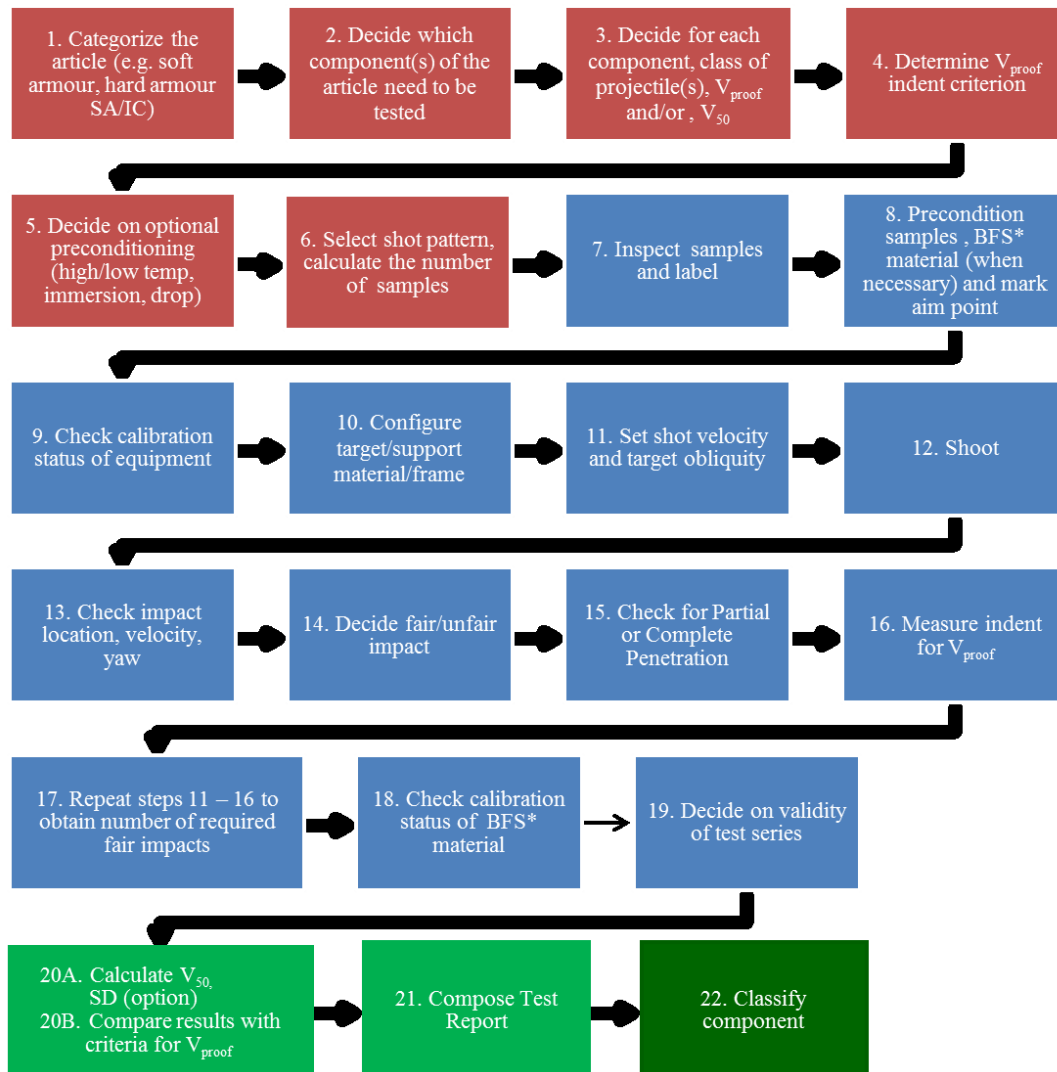 1. Categorize the
article (e.g. soft
armour, hard armour
SA/IC)
2. Decide which
component(s) of the
article need to be
tested
3. Decide for each
component, class of
projectile(s), Vproof
and/or , V50
4. Determine Vproof
indent criterion
5. Decide on optional
preconditioning
(high/low temp,
immersion, drop)
6. Select shot pattern,
calculate the number
of samples
7. Inspect samples
and label
8. Precondition
samples , BFS*
material (when
necessary) and mark
aim point
9. Check calibration
status of equipment
10. Configure
target/support
material/frame
11. Set shot velocity
and target obliquity
12. Shoot
13. Check impact
location, velocity,
yaw
14. Decide fair/unfair
impact
15. Check for Partial
or Complete
Penetration
16. Measure indent
for Vproof
17. Repeat steps 11 – 16 to
obtain number of required
fair impacts
18. Check calibration
status of BFS*
material
19. Decide on validity
of test series
20A. Calculate V50,
SD (option)
20B. Compare results with
criteria for Vproof
21. Compose Test
Report
22. Classify
component